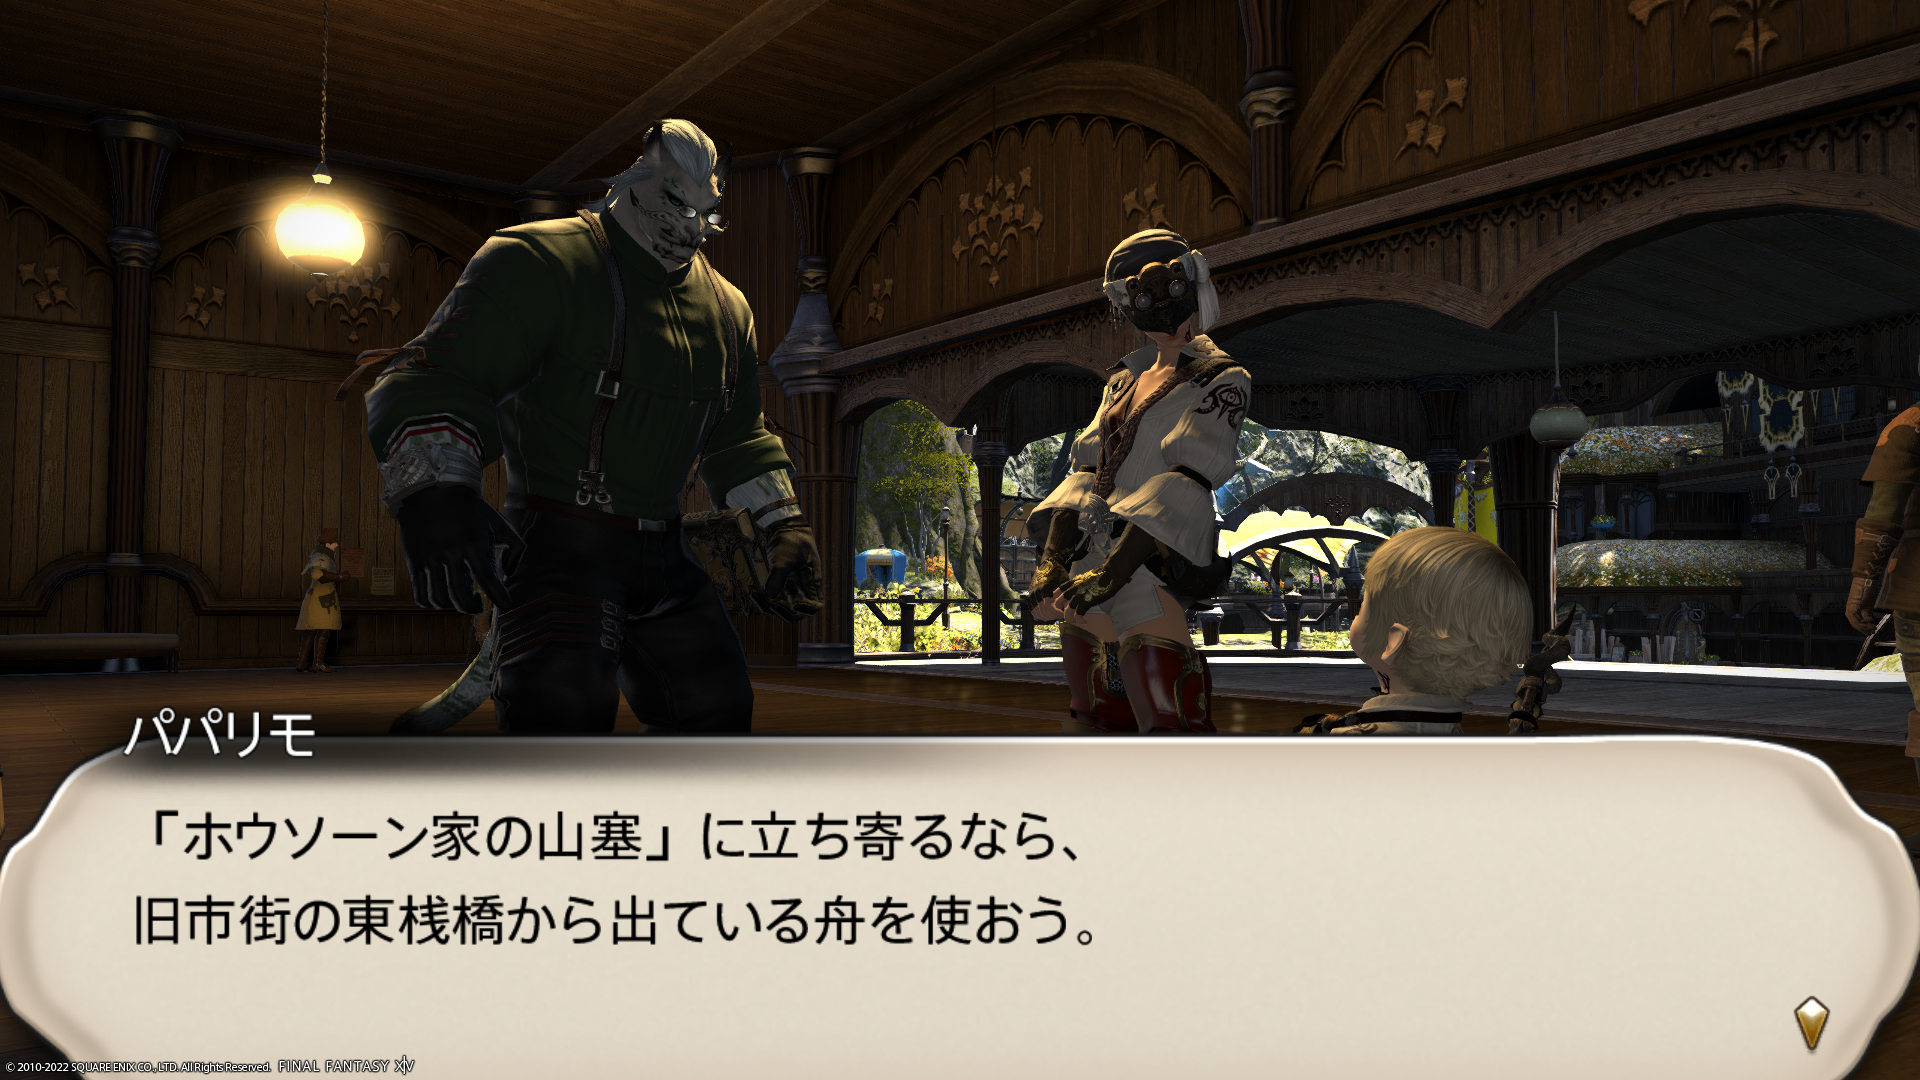 パパリモ
「ホウソーン家の山塞」に立ち寄るなら、
旧市街の東桟橋から出ている舟を使おう。
© 2010-2022 SQUARE ENIX CO., LTD. All Rights Reserved. FINAL FANTASY XIV